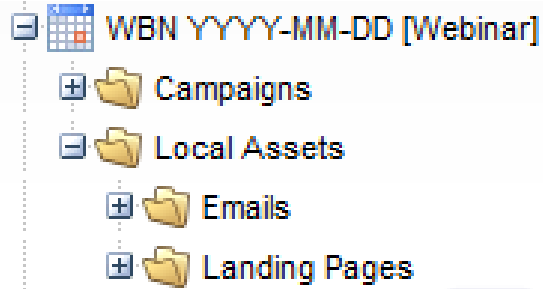 WBN YYYY-MM-DD [Webinar]
Campaigns
Local Assets
Emails
Landing Pages